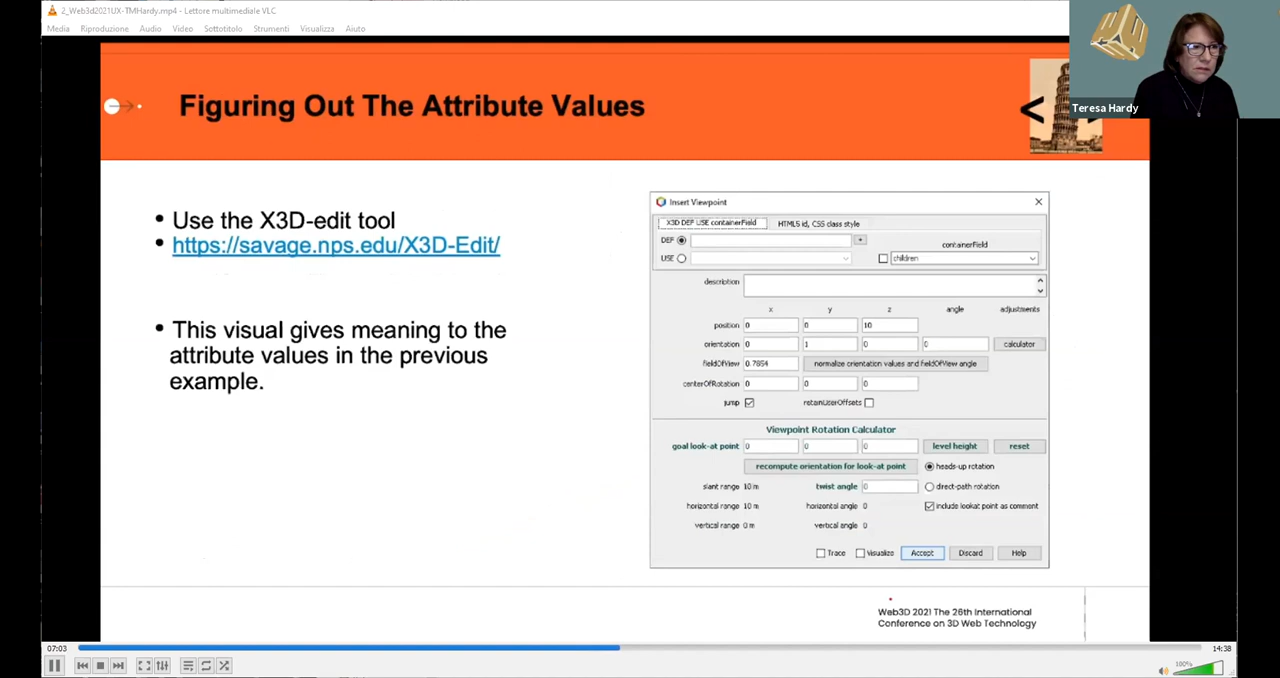 2_Web3d2021UX-TMHardy.mp4 - Lettore multimediale VLC
Media Riproduzione Audio Video Sottotitolo Strumenti Visualizza Aiuto
Teresa Hardy
Figuring Out The Attribute Values
<
• Use the X3D-edit tool
• https://savage.nps.edu/X3D-Edit/
• This visual gives meaning to the
attribute values in the previous
example.
Insert Viewpoint
X3D DEF USE containerField HTML5 id, CSS class style
DEF +
containerField
USE children
description
x y z angle adjustments
position 0 0 10
orientation 0 1 0 0 calculator
fieldOfView 0.7854 normalize orientation values and fieldOfView angle
centerOfRotation 0 0 0
jump retainUserOffsets
Viewpoint Rotation Calculator
goal look-at point 0 0 0 level height reset
recompute orientation for look-at point heads-up rotation
slant range 10 m twist angle 0 direct-path rotation
horizontal range 10 m horizontal angle 0 include lookat point as comment
vertical range 0 m vertical angle 0
Trace Visualize Accept Discard Help
Web3D 2021 The 26th International
Conference on 3D Web Technology
07:03 14:38
100%